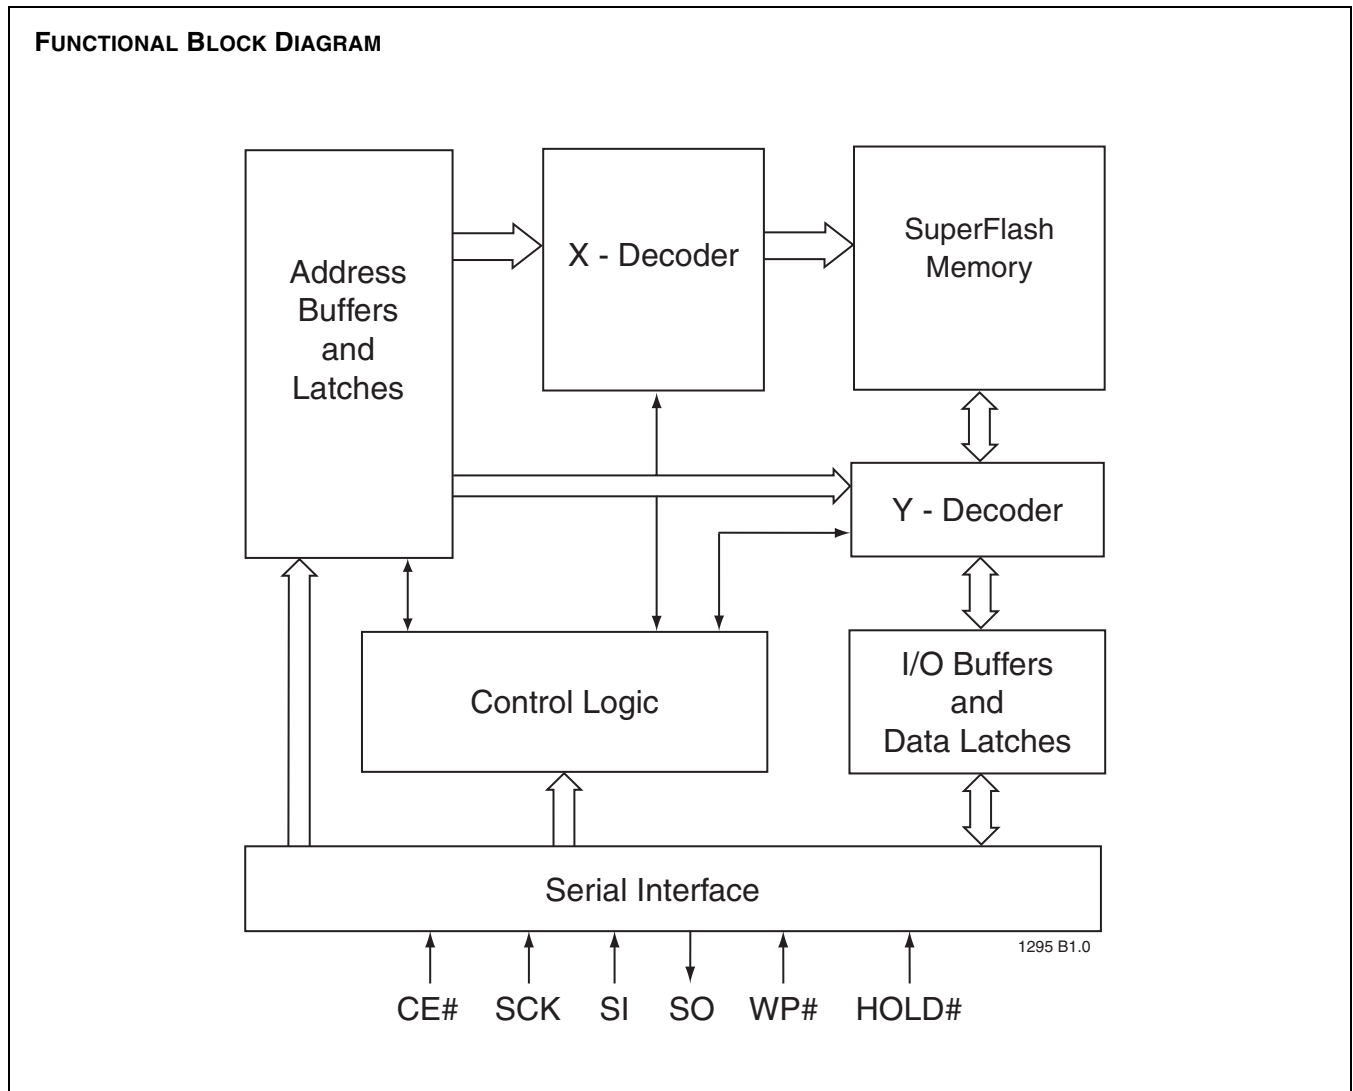 FUNCTIONAL BLOCK DIAGRAM
Address
Buffers
and
Latches
X - Decoder
SuperFlash
Memory
Y - Decoder
Control Logic
I/O Buffers
and
Data Latches
Serial Interface
1295 B1.0
CE# SCK SI SO WP# HOLD#